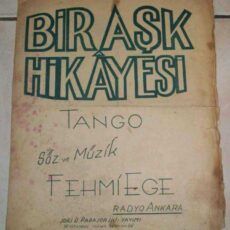 BİR AŞK
HİKÂYESİ
TANGO
Söz ve Müzik
FEHMİ EGE
RADYO ANKARA